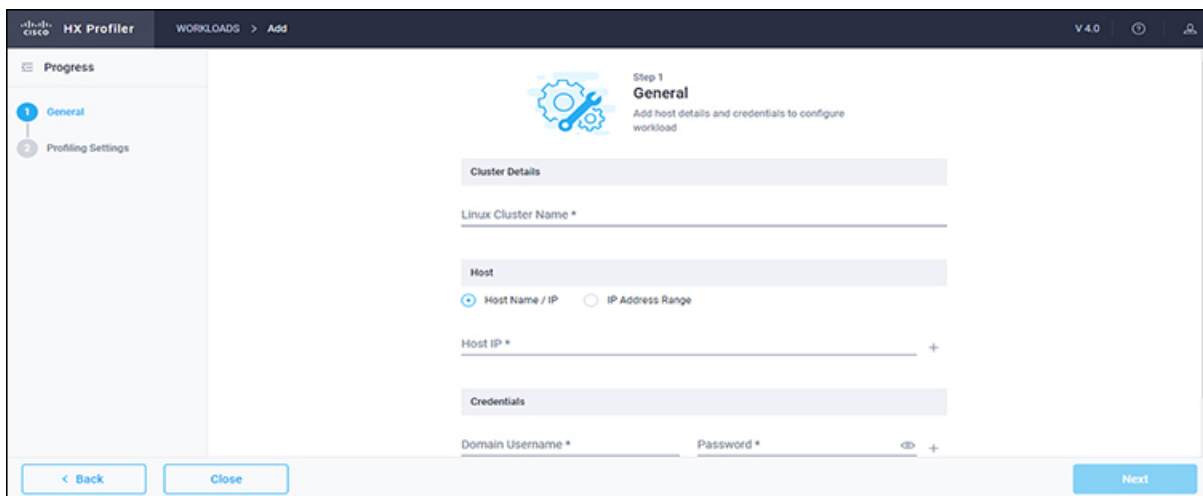 CISCO HX Profiler WORKLOADS > Add V 4.0
Progress
1 General
2 Profiling Settings
Step 1
General
Add host details and credentials to configure
workload
Cluster Details
Linux Cluster Name *
Host
Host Name / IP IP Address Range
Host IP *
Credentials
Domain Username * Password *
< Back Close Next